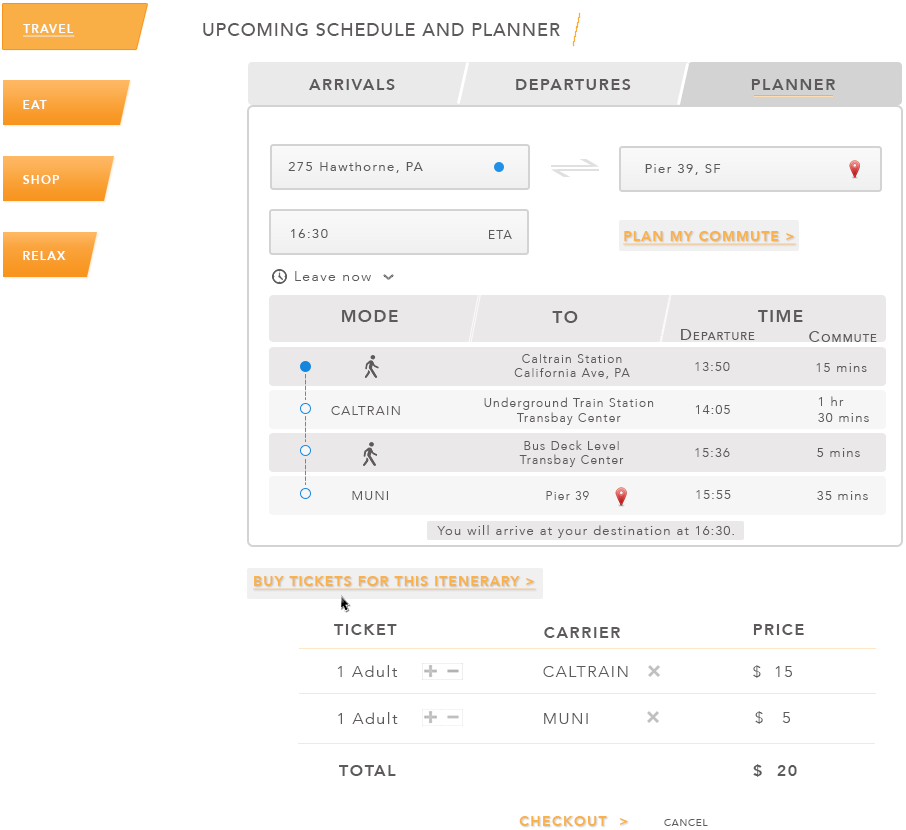 TRAVEL
EAT
SHOP
RELAX
UPCOMING SCHEDULE AND PLANNER
ARRIVALS DEPARTURES PLANNER
275 Hawthorne, PA Pier 39, SF
16:30 ETA PLAN MY COMMUTE >
Leave now
MODE TO TIME
DEPARTURE COMMUTE
Caltrain Station
California Ave, PA 13:50 15 mins
CALTRAIN Underground Train Station
Transbay Center 14:05 1 hr
30 mins
Bus Deck Level
Transbay Center 15:36 5 mins
MUNI Pier 39 15:55 35 mins
You will arrive at your destination at 16:30.
BUY TICKETS FOR THIS ITENERARY >
TICKET CARRIER PRICE
1 Adult + − CALTRAIN × $ 15
1 Adult + − MUNI × $ 5
TOTAL $ 20
CHECKOUT > CANCEL